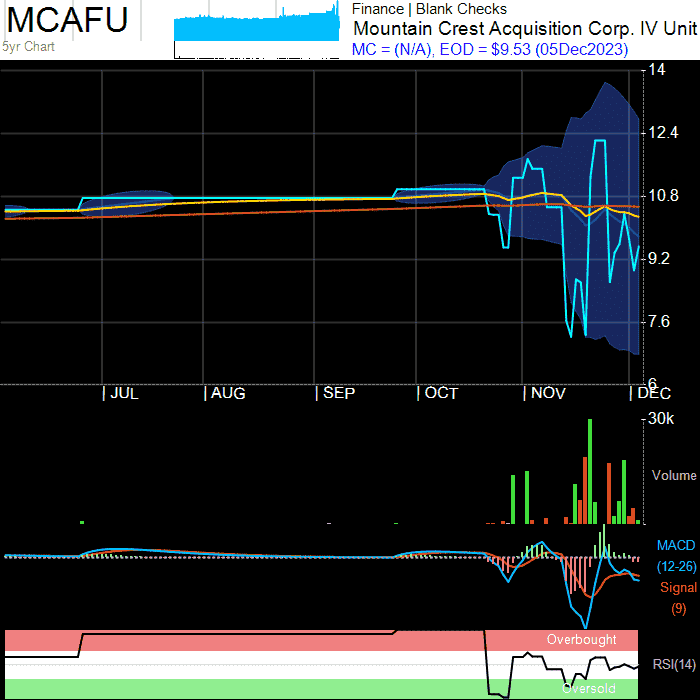 MCAFU
5yr Chart
Finance | Blank Checks
Mountain Crest Acquisition Corp. IV Unit
MC = (N/A), EOD = $9.53 (05Dec2023)
14
12.4
10.8
9.2
7.6
6
JUL AUG SEP OCT NOV DEC
30k
Volume
MACD
(12-26)
Signal
(9)
Overbought
RSI(14)
Oversold